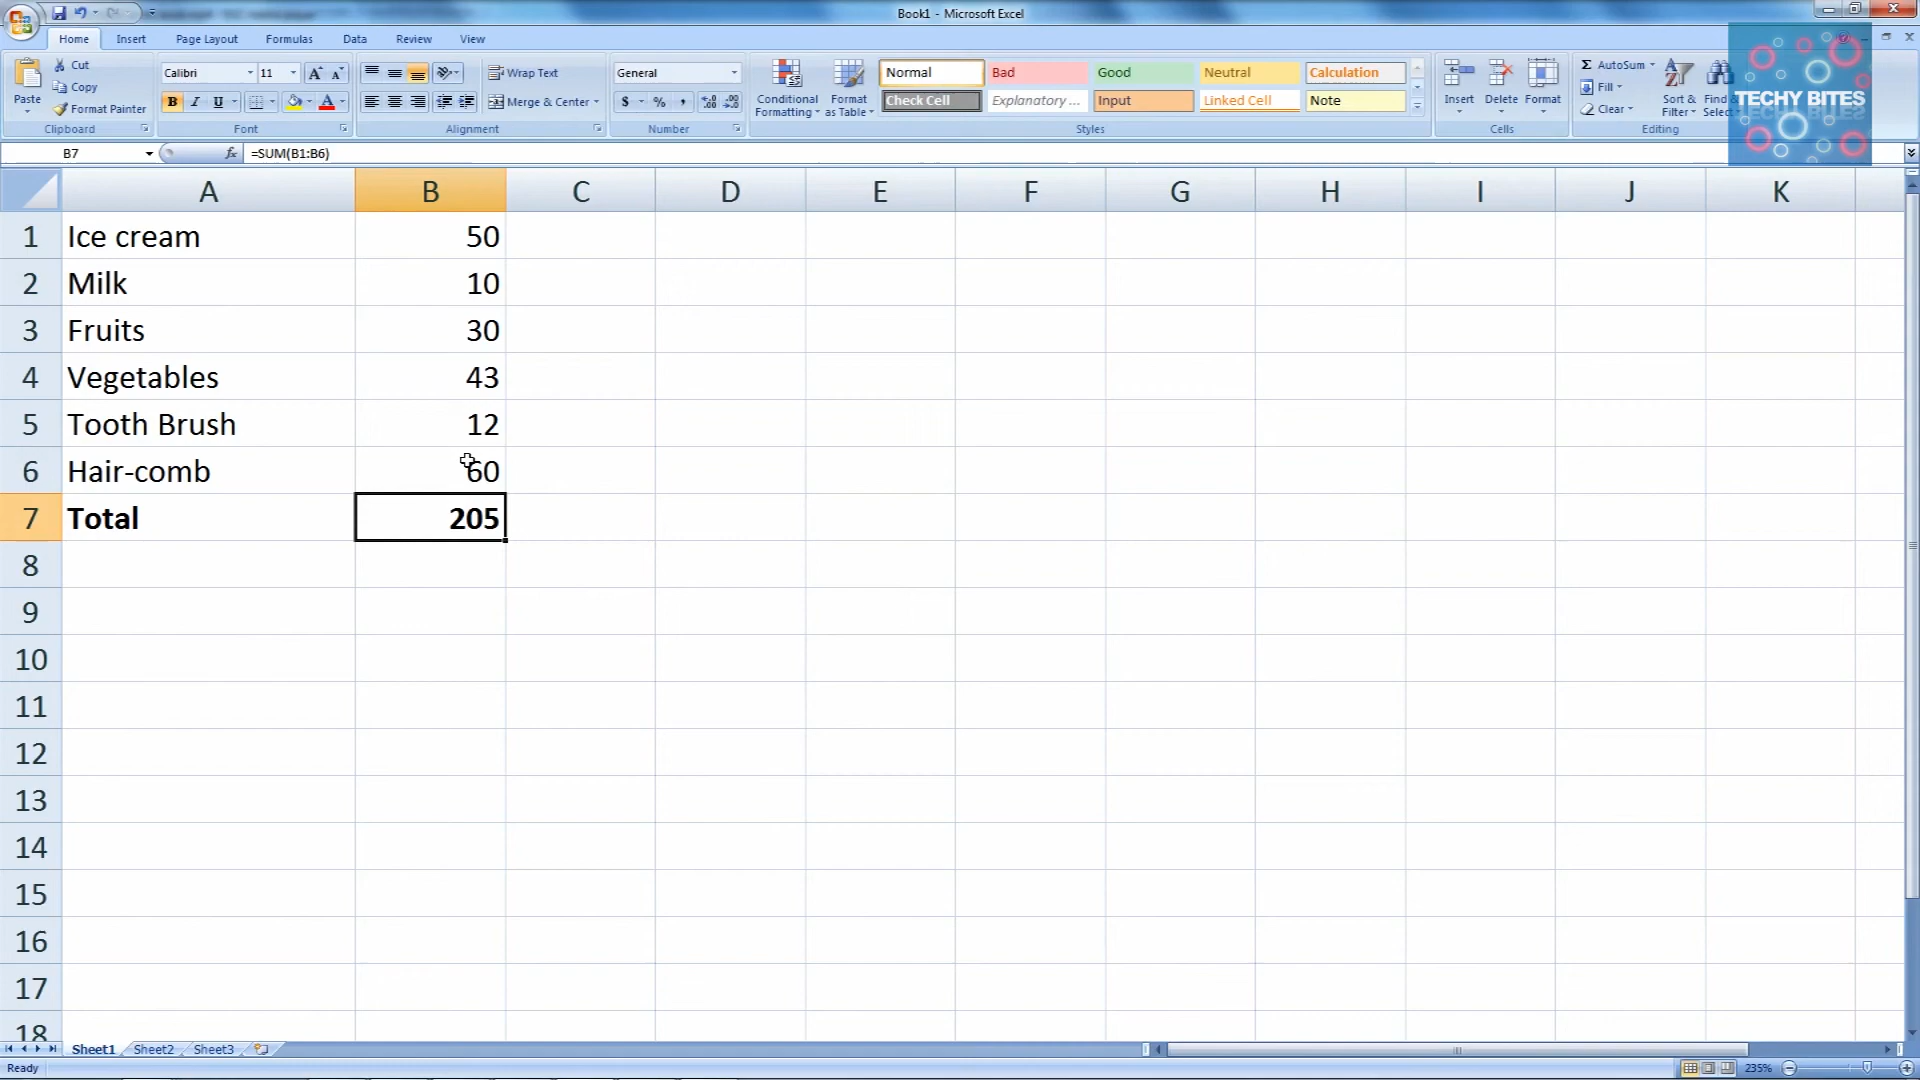 Book1 - Microsoft Excel
Home Insert Page Layout Formulas Data Review View
Paste
Cut
Copy
Format Painter
Clipboard
Calibri 11
B I U
Font
Wrap Text
Merge & Center
Alignment
General
$ % ,
Number
Conditional Formatting
Format as Table
Normal Bad Good Neutral Calculation
Check Cell Explanatory ... Input Linked Cell Note
Styles
Insert Delete Format
Cells
Σ AutoSum
Fill
Clear
Sort & Filter
Find & Select
Editing
TECHY BITES
B7 fx =SUM(B1:B6)
A B C D E F G H I J K
1 Ice cream 50
2 Milk 10
3 Fruits 30
4 Vegetables 43
5 Tooth Brush 12
6 Hair-comb 60
7 Total 205
8
9
10
11
12
13
14
15
16
17
18
Sheet1 Sheet2 Sheet3
Ready 235%